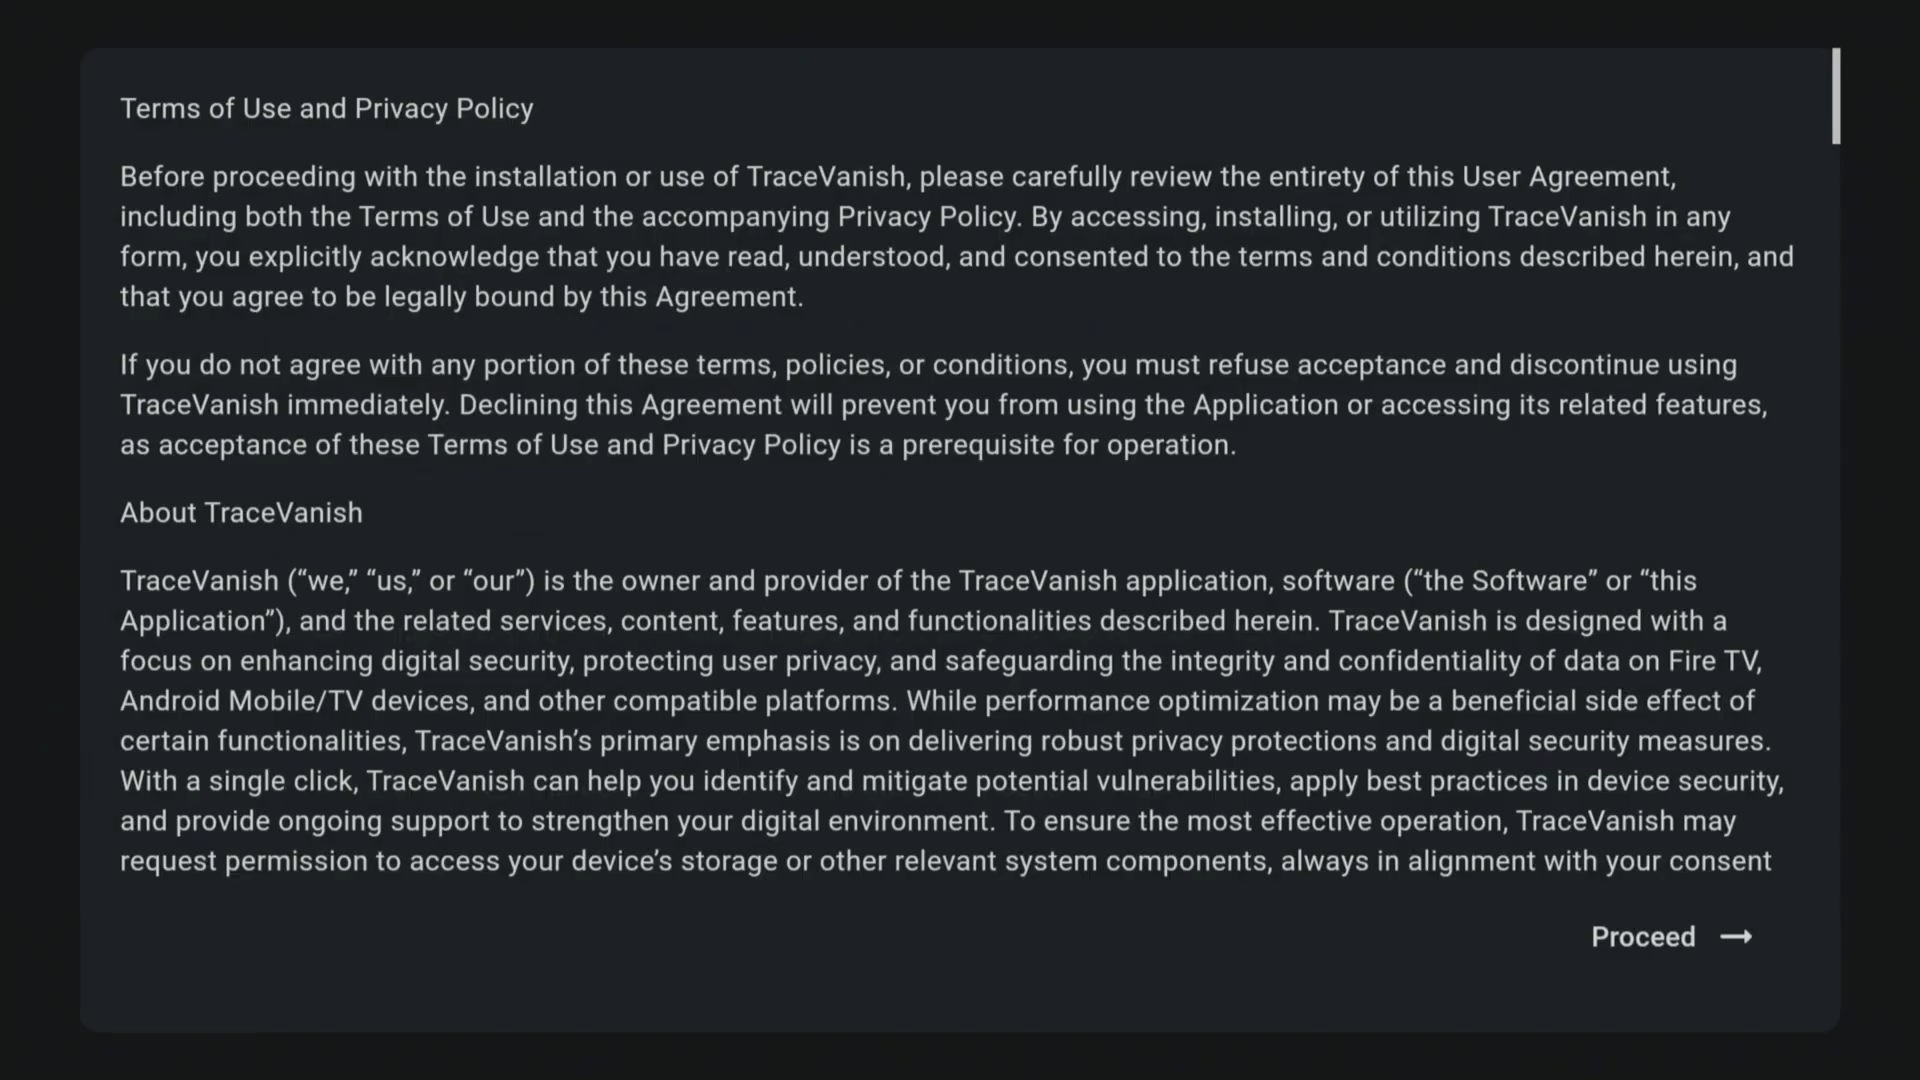 Terms of Use and Privacy Policy
Before proceeding with the installation or use of TraceVanish, please carefully review the entirety of this User Agreement,
including both the Terms of Use and the accompanying Privacy Policy. By accessing, installing, or utilizing TraceVanish in any
form, you explicitly acknowledge that you have read, understood, and consented to the terms and conditions described herein, and
that you agree to be legally bound by this Agreement.
If you do not agree with any portion of these terms, policies, or conditions, you must refuse acceptance and discontinue using
TraceVanish immediately. Declining this Agreement will prevent you from using the Application or accessing its related features,
as acceptance of these Terms of Use and Privacy Policy is a prerequisite for operation.
About TraceVanish
TraceVanish (“we,” “us,” or “our”) is the owner and provider of the TraceVanish application, software (“the Software” or “this
Application”), and the related services, content, features, and functionalities described herein. TraceVanish is designed with a
focus on enhancing digital security, protecting user privacy, and safeguarding the integrity and confidentiality of data on Fire TV,
Android Mobile/TV devices, and other compatible platforms. While performance optimization may be a beneficial side effect of
certain functionalities, TraceVanish’s primary emphasis is on delivering robust privacy protections and digital security measures.
With a single click, TraceVanish can help you identify and mitigate potential vulnerabilities, apply best practices in device security,
and provide ongoing support to strengthen your digital environment. To ensure the most effective operation, TraceVanish may
request permission to access your device’s storage or other relevant system components, always in alignment with your consent
Proceed →